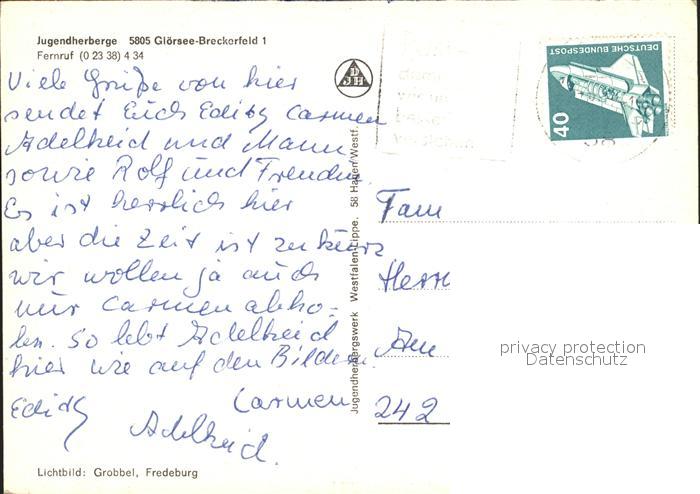 Jugendherberge 5805 Glörsee-Breckerfeld 1
Fernruf (0 23 38) 4 34
Viele Grüße von hier
sendet Euch Edith Carmen
Adelheid und Mann
sowie Rolf und Freundin.
Es ist herrlich hier
aber die Zeit ist zu kurz
wir wollen ja auch
nur Carmen abho-
len. So lebt Adelheid
hier wie auf den Bildern.
Edith Carmen
Adelheid.
Lichtbild: Grobbel, Fredeburg
Jugendherbergswerk Westfalen-Lippe. 58 Hagen/Westf.
DJH
DEUTSCHE BUNDESPOST
40
Fam
Herrn
Am
242
privacy protection
Datenschutz